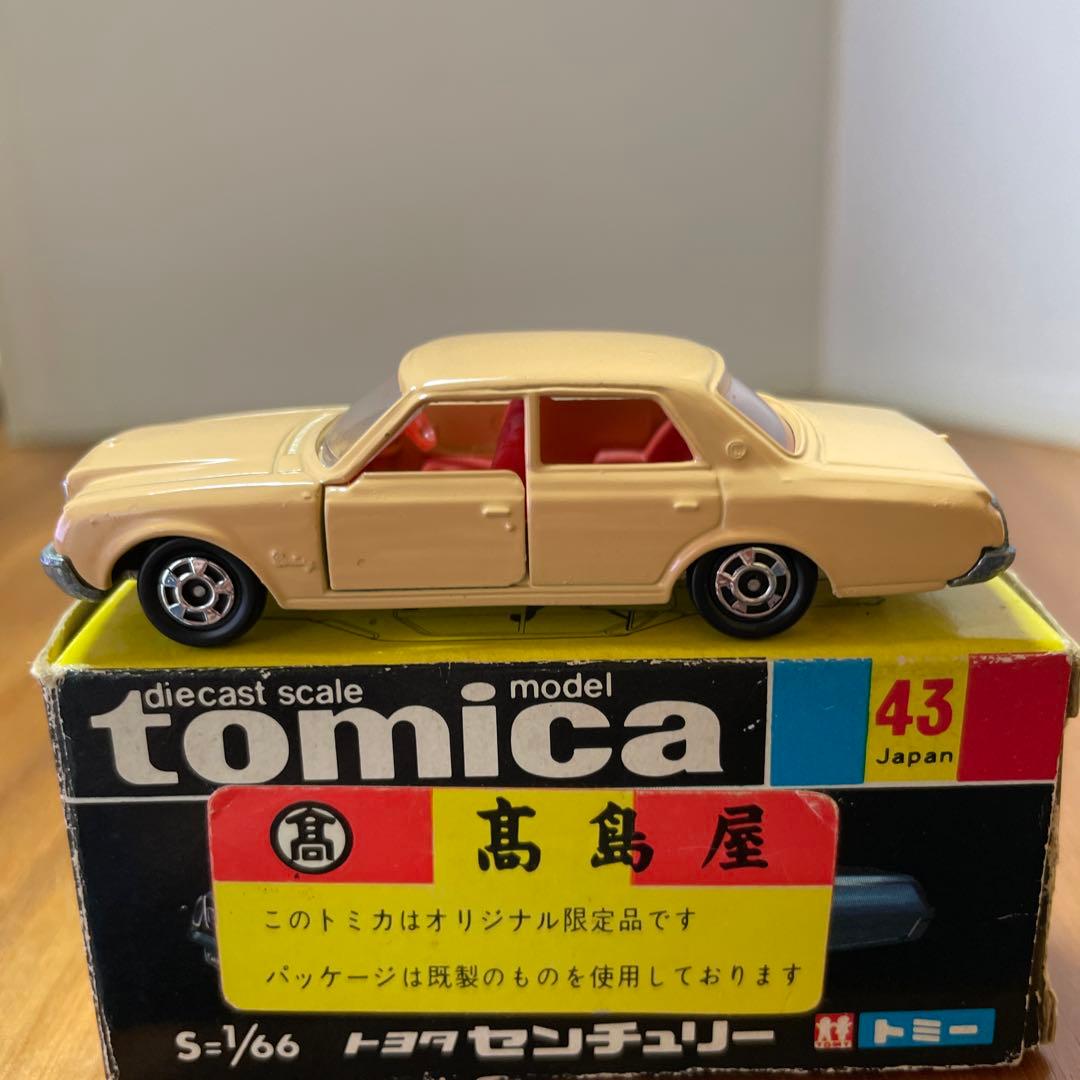 diecast scale model
tomica
43
Japan
髙
髙島屋
このトミカはオリジナル限定品です
パッケージは既製のものを使用しております
S=1/66 トヨタ センチュリー
TOMY トミー